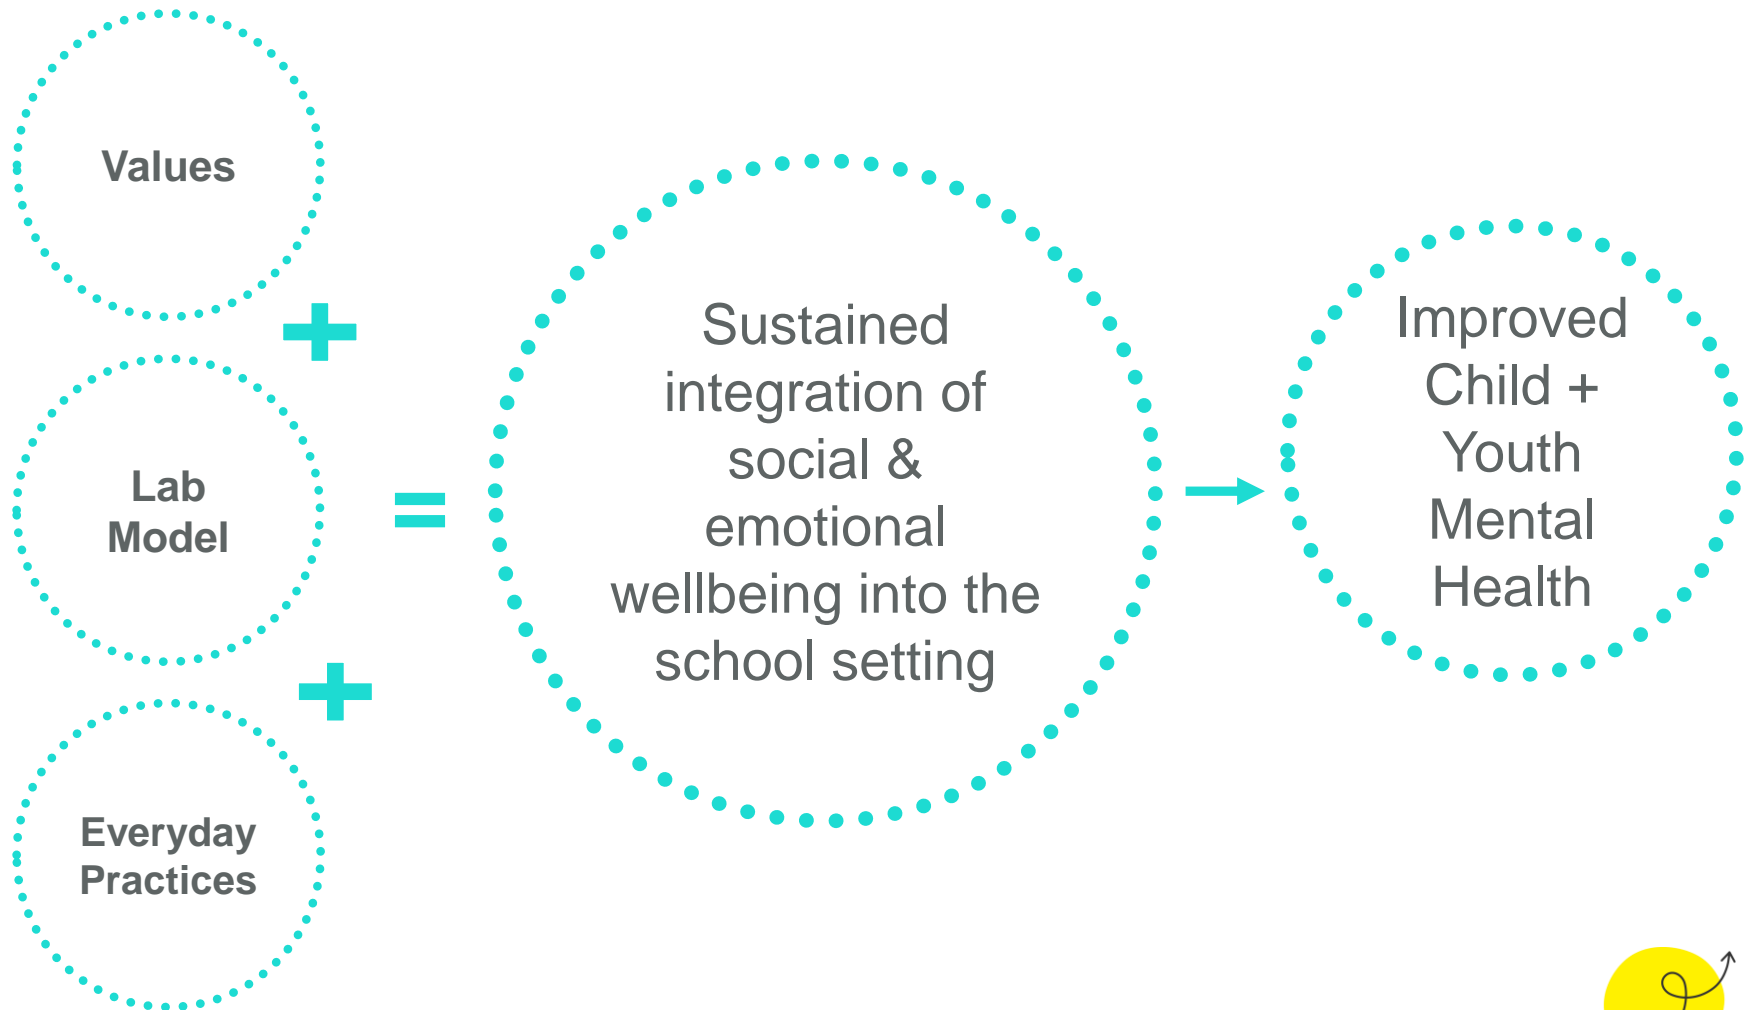 Values
+
Lab
Model
+
Everyday
Practices
=
Sustained
integration of
social &
emotional
wellbeing into the
school setting
Improved
Child +
Youth
Mental
Health